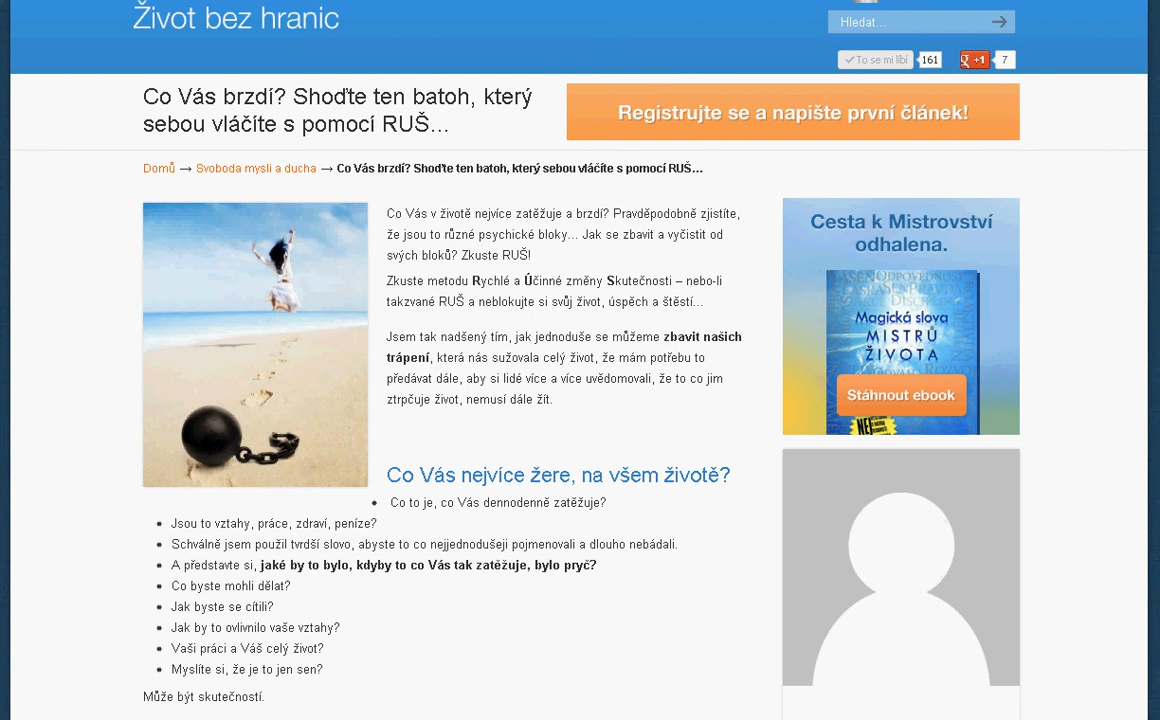 Život bez hranic
Hledat...
To se mi líbí
161
+1
7
Co Vás brzdí? Shoďte ten batoh, který
sebou vláčíte s pomocí RUŠ...
Registrujte se a napište první článek!
Domů → Svoboda mysli a ducha → Co Vás brzdí? Shoďte ten batoh, který sebou vláčíte s pomocí RUŠ...
Co Vás v životě nejvíce zatěžuje a brzdí? Pravděpodobně zjistíte,
že jsou to různé psychické bloky... Jak se zbavit a vyčistit od
svých bloků? Zkuste RUŠ!
Zkuste metodu Rychlé a Účinné změny Skutečnosti – nebo-li
takzvané RUŠ a neblokujte si svůj život, úspěch a štěstí...
Jsem tak nadšený tím, jak jednoduše se můžeme zbavit našich
trápení, která nás sužovala celý život, že mám potřebu to
předávat dále, aby si lidé více a více uvědomovali, že to co jim
ztrpčuje život, nemusí dále žít.
Co Vás nejvíce žere, na všem životě?
Co to je, co Vás dennodenně zatěžuje?
Jsou to vztahy, práce, zdraví, peníze?
Schválně jsem použil tvrdší slovo, abyste to co nejjednodušeji pojmenovali a dlouho nebádali.
A představte si, jaké by to bylo, kdyby to co Vás tak zatěžuje, bylo pryč?
Co byste mohli dělat?
Jak byste se cítili?
Jak by to ovlivnilo vaše vztahy?
Vaši práci a Váš celý život?
Myslíte si, že je to jen sen?
Může být skutečností.
Cesta k Mistrovství
odhalena.
Magická slova
MISTRŮ
ŽIVOTA
Stáhnout ebook